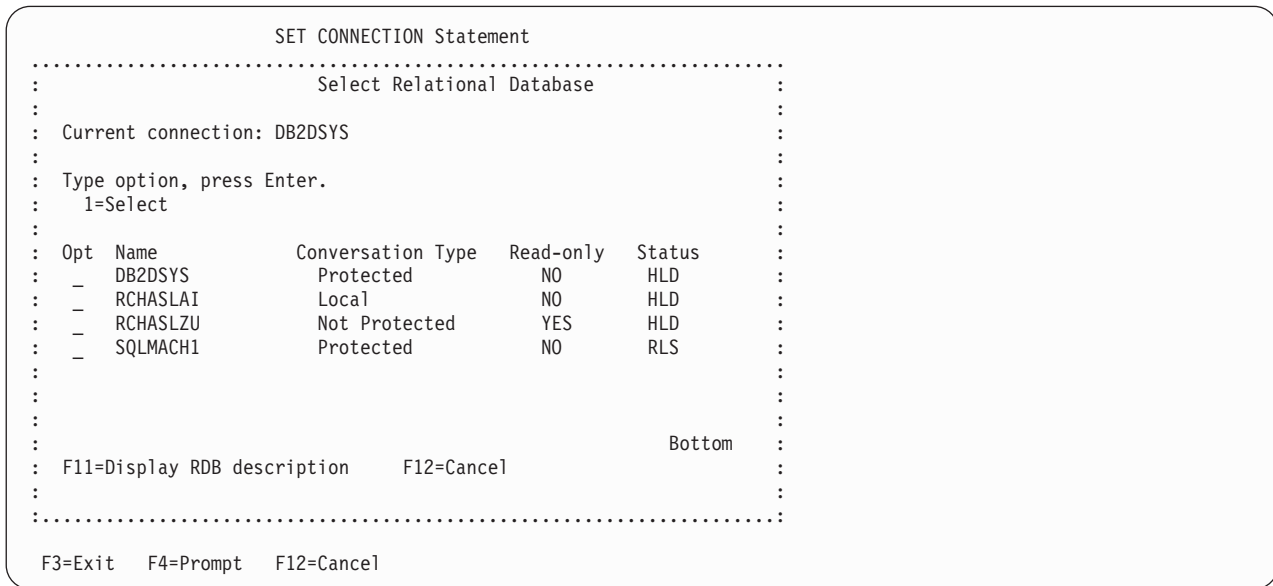 SET CONNECTION Statement
.......................................................................
: Select Relational Database :
: :
: Current connection: DB2DSYS :
: :
: Type option, press Enter. :
: 1=Select :
: :
: Opt Name Conversation Type Read-only Status :
: _ DB2DSYS Protected NO HLD :
: _ RCHASLAI Local NO HLD :
: _ RCHASLZU Not Protected YES HLD :
: _ SQLMACH1 Protected NO RLS :
: :
: :
: :
: Bottom :
: F11=Display RDB description F12=Cancel :
: :
:.....................................................................:
F3=Exit F4=Prompt F12=Cancel